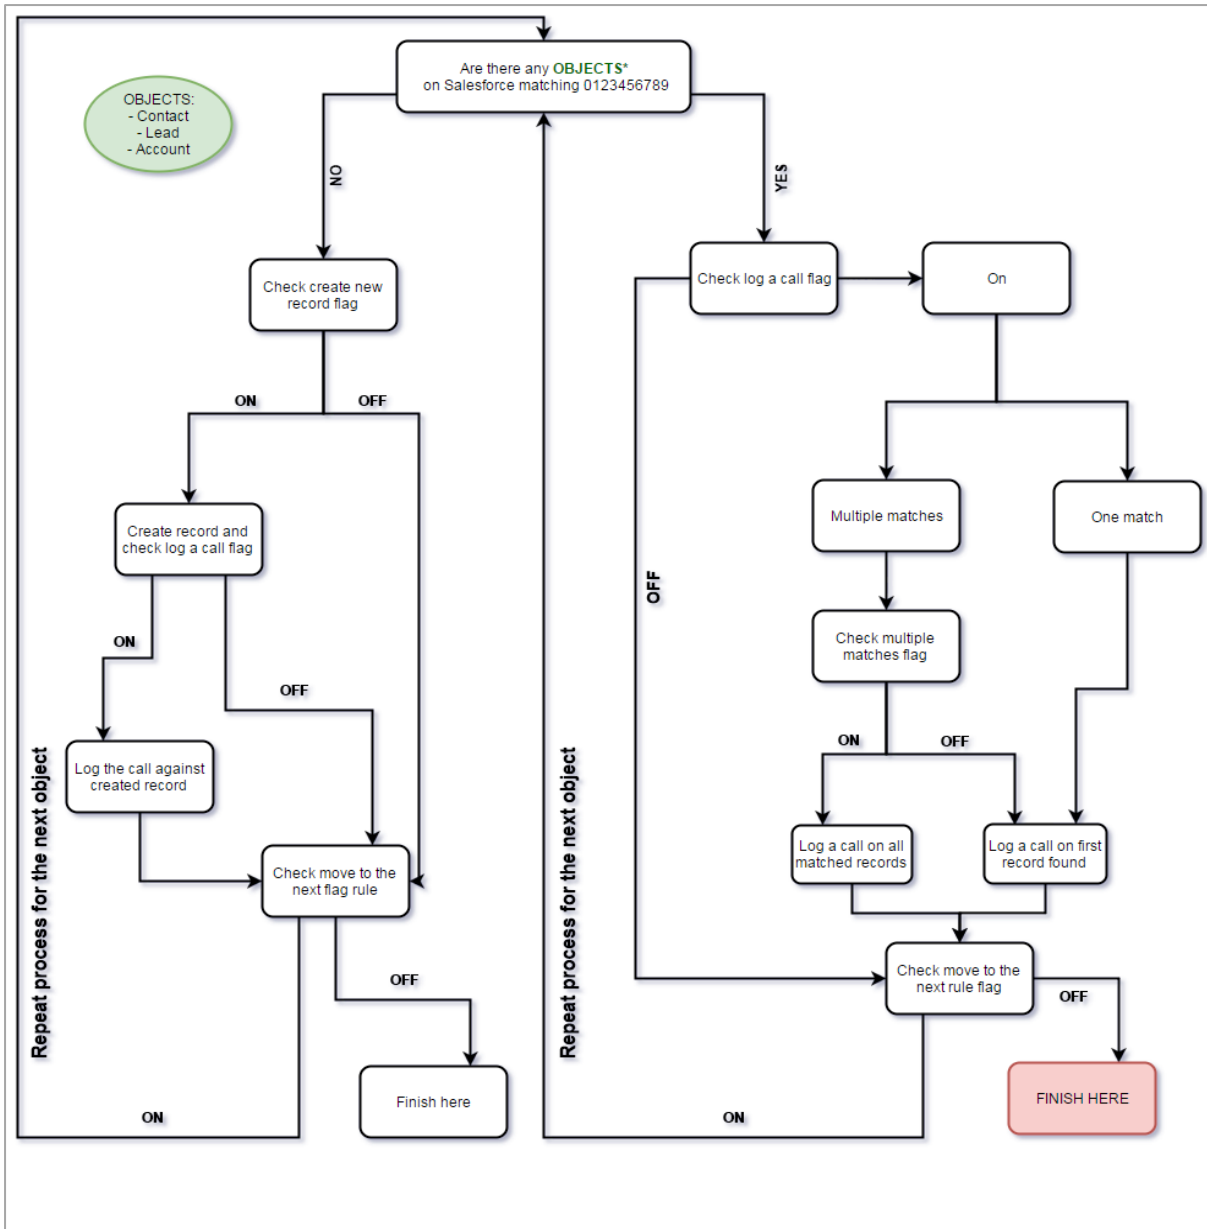 Are there any OBJECTS*
on Salesforce matching 0123456789
OBJECTS:
- Contact
- Lead
- Account
NO
YES
Check create new
record flag
Check log a call flag
On
ON
OFF
Multiple matches
One match
Create record and
check log a call flag
OFF
Check multiple
matches flag
ON
OFF
ON
OFF
Repeat process for the next object
Log the call against
created record
Repeat process for the next object
Log a call on all
matched records
Log a call on first
record found
Check move to the
next flag rule
Check move to the
next rule flag
OFF
OFF
Finish here
FINISH HERE
ON
ON